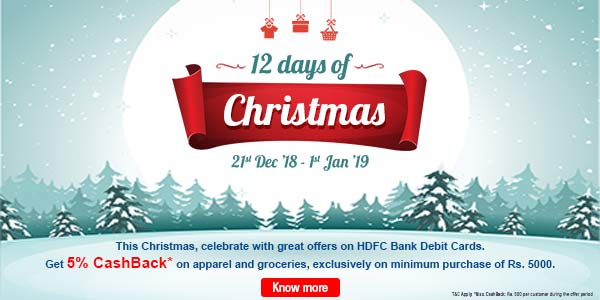 12 days of
Christmas
21st Dec '18 - 1st Jan '19
This Christmas, celebrate with great offers on HDFC Bank Debit Cards.
Get 5% CashBack* on apparel and groceries, exclusively on minimum purchase of Rs. 5000.
Know more
T&C Apply *Max. CashBack: Rs. 500 per customer during the offer period